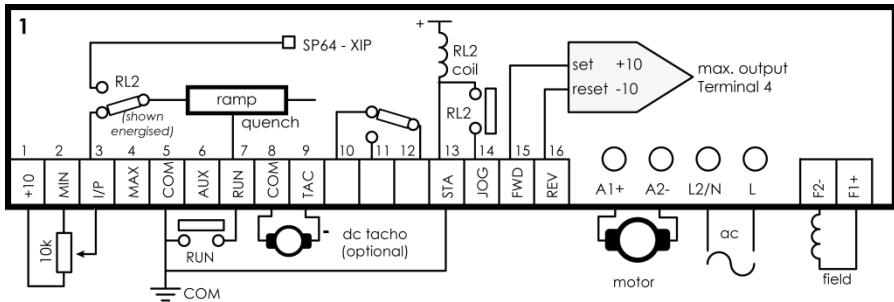 1
SP64 - XIP
+
RL2
coil
RL2
RL2
(shown
energised)
ramp
quench
set +10
reset -10
max. output
Terminal 4
1 2 3 4 5 6 7 8 9 10 11 12 13 14 15 16
+10 MIN I/P MAX COM AUX RUN COM TAC STA JOG FWD REV
A1+ A2- L2/N L
F2- F1+
10k
RUN
-
dc tacho
(optional)
ac
motor
field
COM